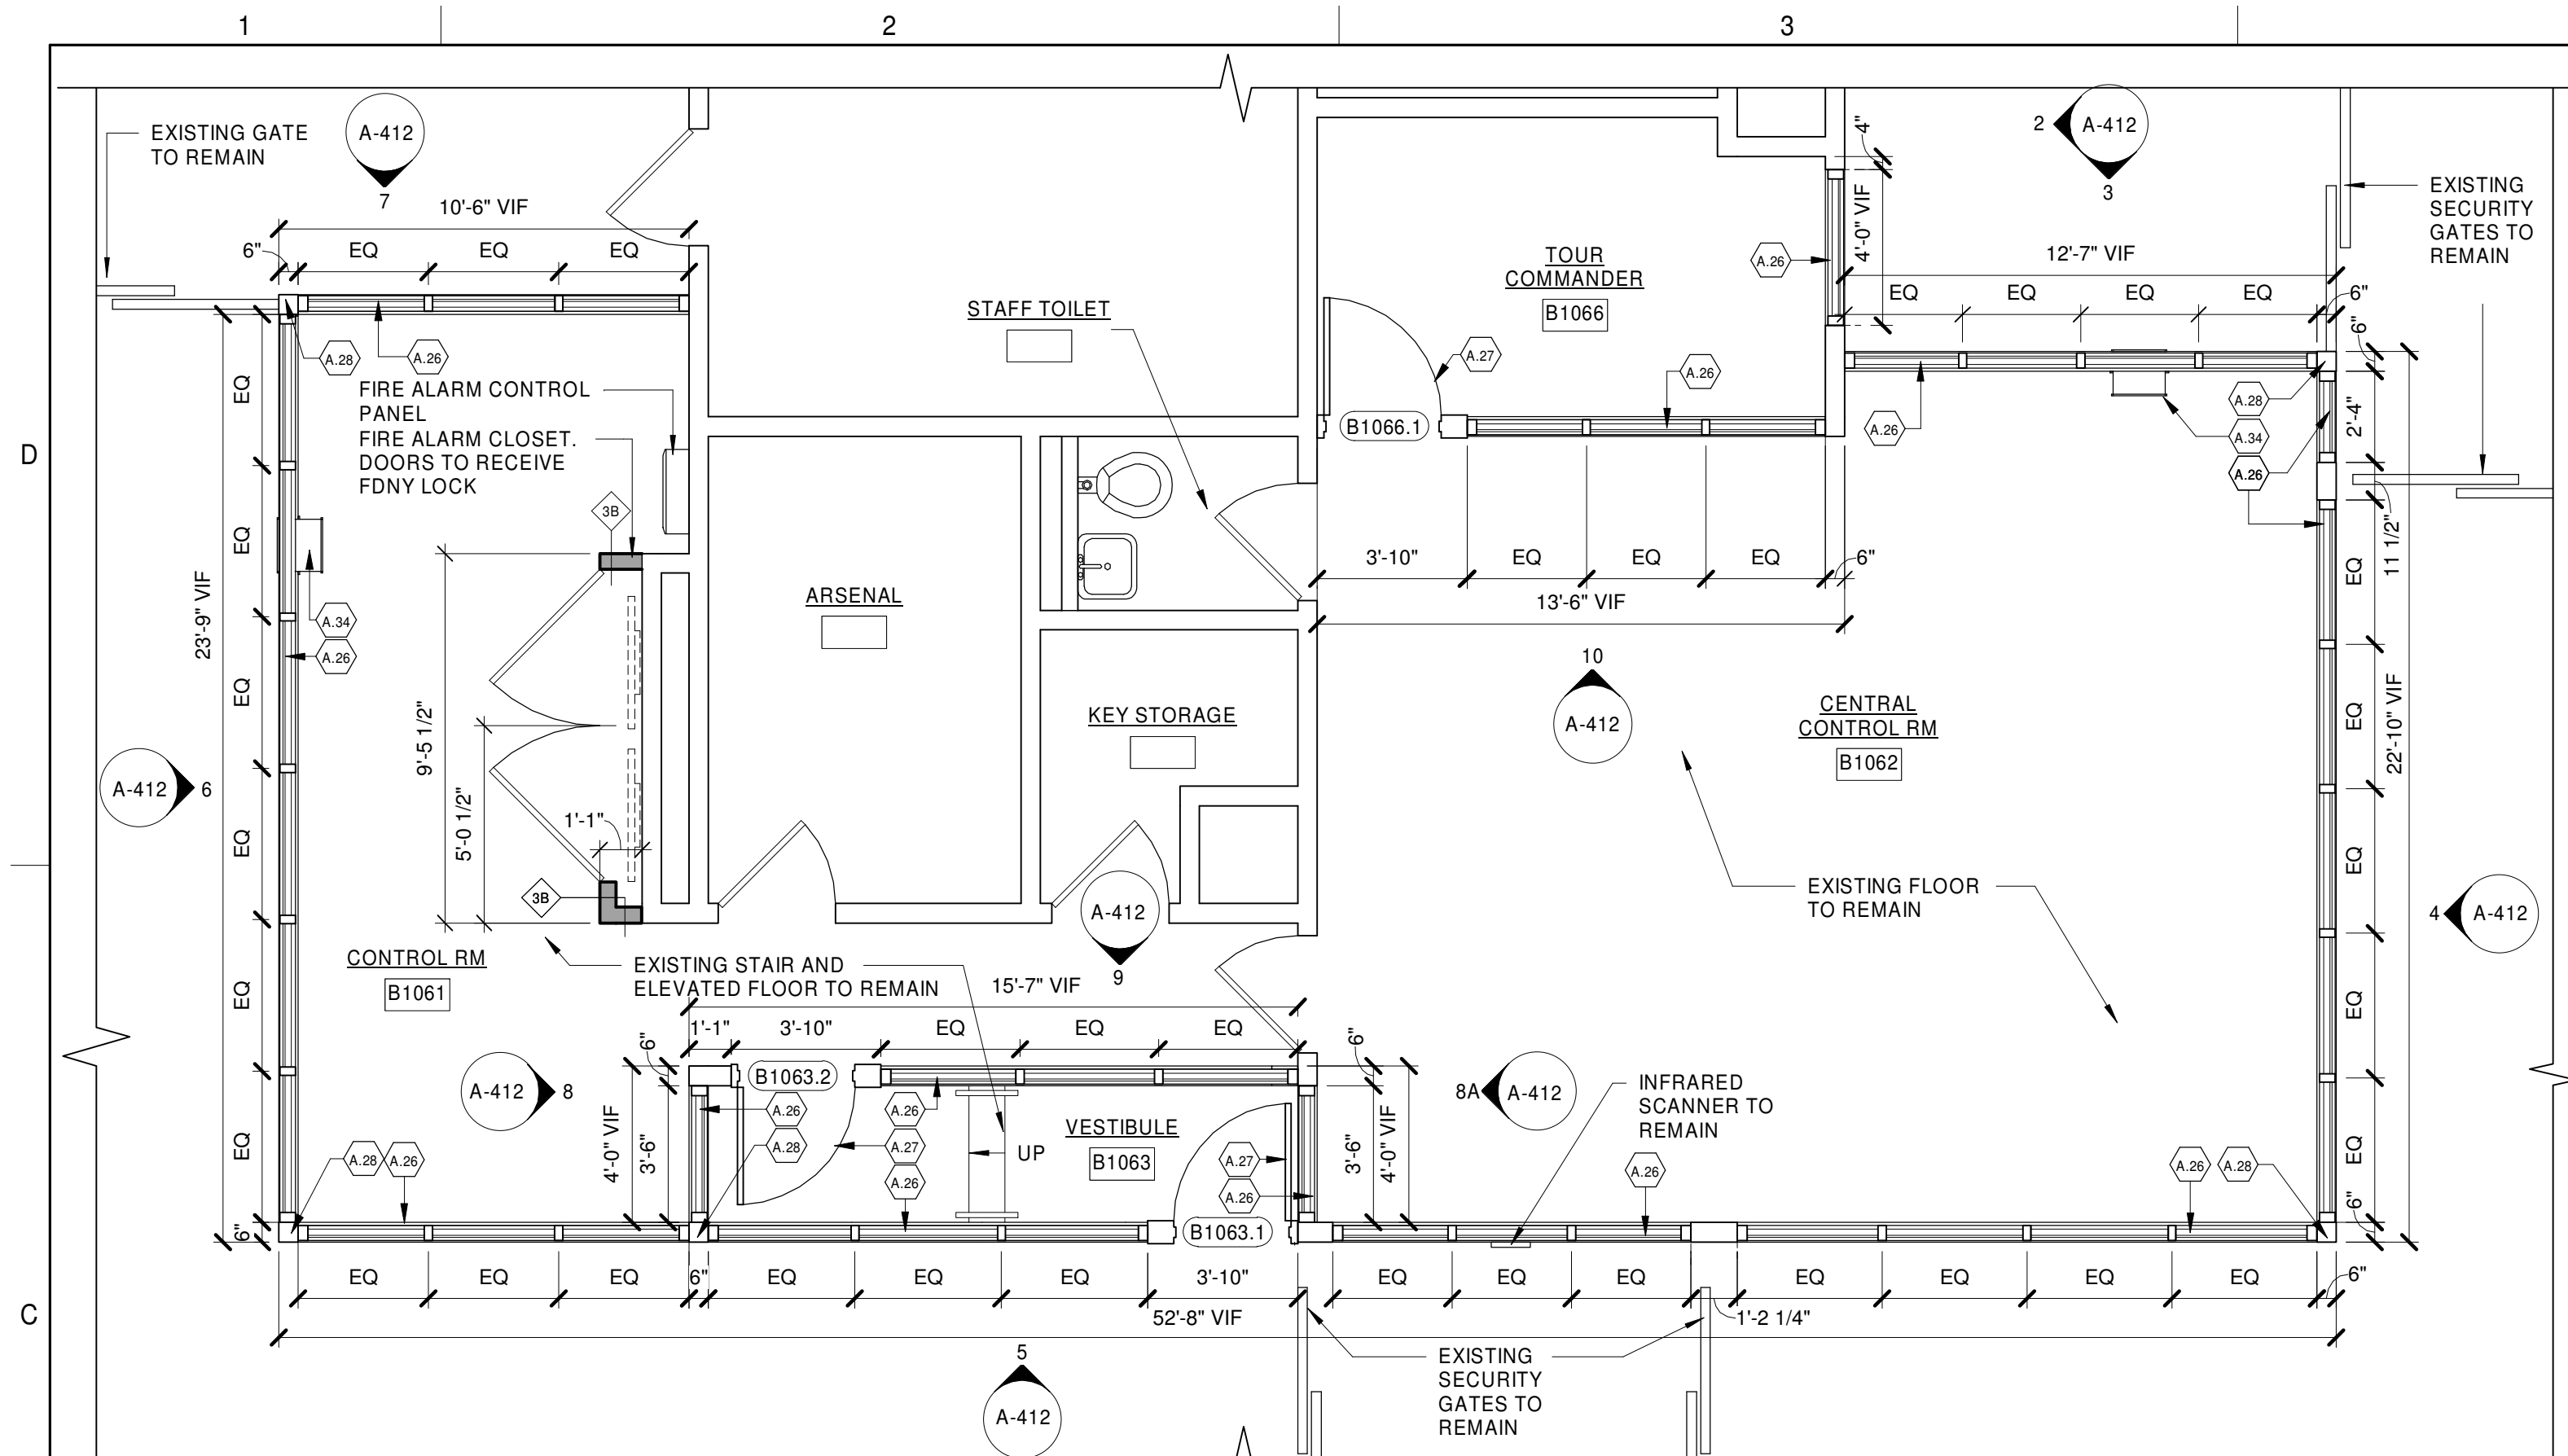 1
2
3
D
C
EXISTING GATE
TO REMAIN
A-412
7
10'-6" VIF
6"
EQ
EQ
EQ
A.28
A.26
FIRE ALARM CONTROL
PANEL
FIRE ALARM CLOSET.
DOORS TO RECEIVE
FDNY LOCK
3B
23'-9" VIF
EQ
EQ
EQ
EQ
EQ
EQ
6"
A.34
A.26
9'-5 1/2"
5'-0 1/2"
1'-1"
3B
A-412
6
CONTROL RM
B1061
A-412
8
A.28
A.26
STAFF TOILET
ARSENAL
KEY STORAGE
A-412
9
EXISTING STAIR AND
ELEVATED FLOOR TO REMAIN
15'-7" VIF
1'-1"
3'-10"
EQ
EQ
EQ
6"
4'-0" VIF
3'-6"
B1063.2
A.26
A.28
A.26
A.27
A.26
UP
VESTIBULE
B1063
A.27
A.26
B1063.1
TOUR
COMMANDER
B1066
A.26
4"
4'-0" VIF
A.27
A.26
B1066.1
3'-10"
EQ
EQ
EQ
6"
13'-6" VIF
2
A-412
3
12'-7" VIF
EQ
EQ
EQ
EQ
6"
6"
EXISTING
SECURITY
GATES TO
REMAIN
A.26
A.28
A.34
A.26
2'-4"
11 1/2"
EQ
EQ
EQ
EQ
EQ
22'-10" VIF
6"
10
A-412
CENTRAL
CONTROL RM
B1062
EXISTING FLOOR
TO REMAIN
4
A-412
6"
3'-6"
4'-0" VIF
8A
A-412
INFRARED
SCANNER TO
REMAIN
A.26
A.26
A.28
EQ
EQ
EQ
6"
EQ
EQ
EQ
3'-10"
EQ
EQ
EQ
EQ
EQ
EQ
EQ
6"
52'-8" VIF
1'-2 1/4"
5
A-412
EXISTING
SECURITY
GATES TO
REMAIN